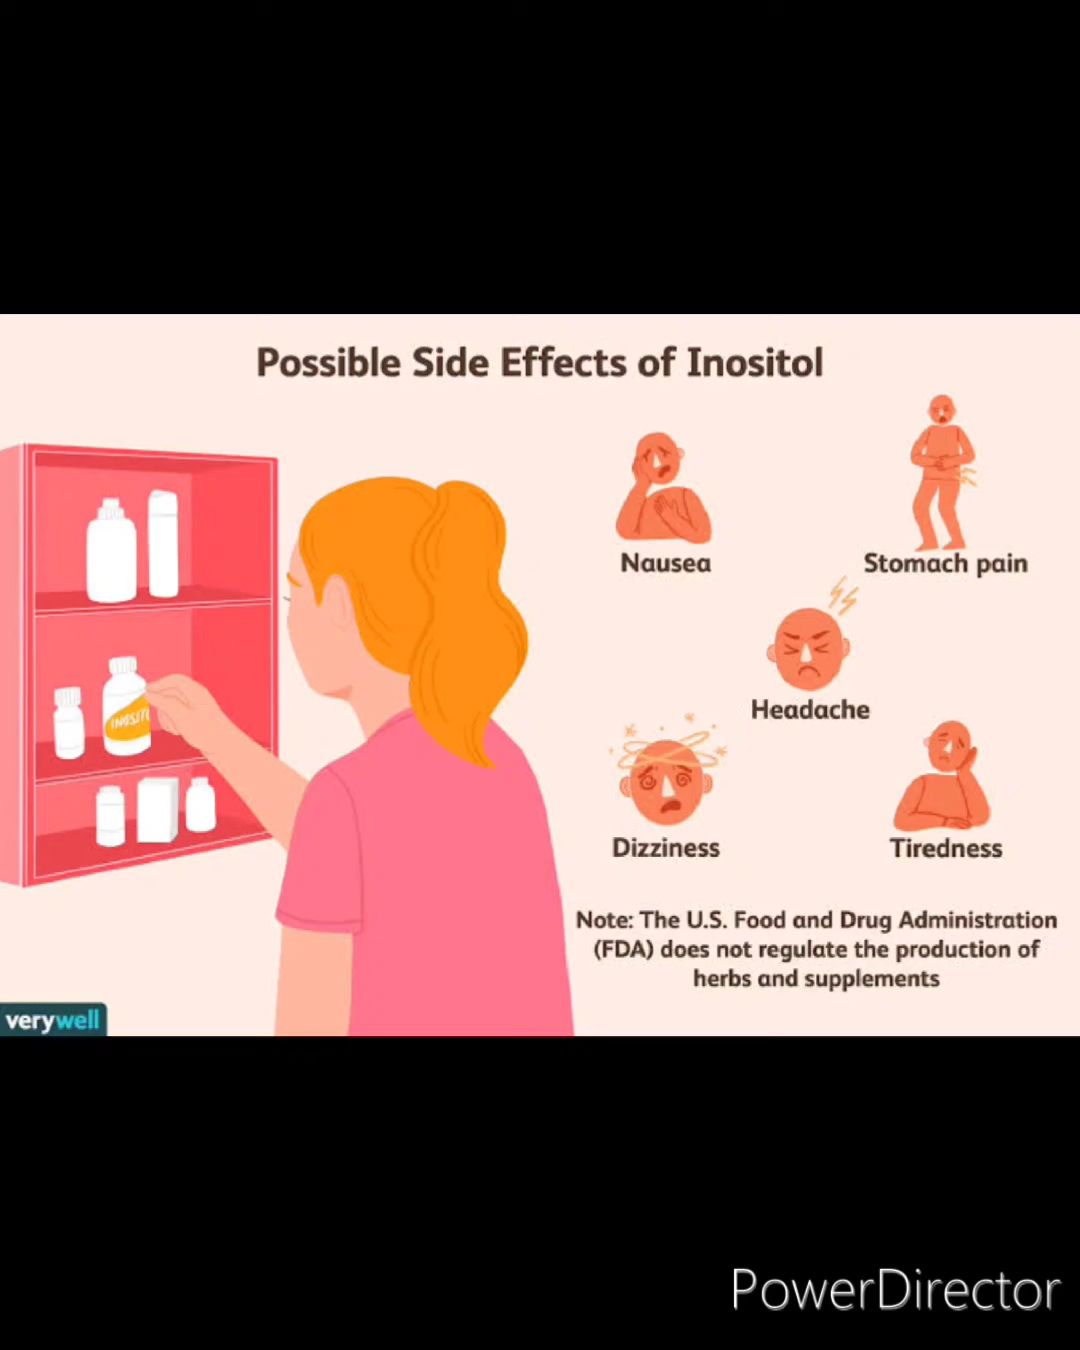 Possible Side Effects of Inositol
Nausea
Stomach pain
Headache
Dizziness
Tiredness
INOSIT
Note: The U.S. Food and Drug Administration
(FDA) does not regulate the production of
herbs and supplements
verywell
PowerDirector